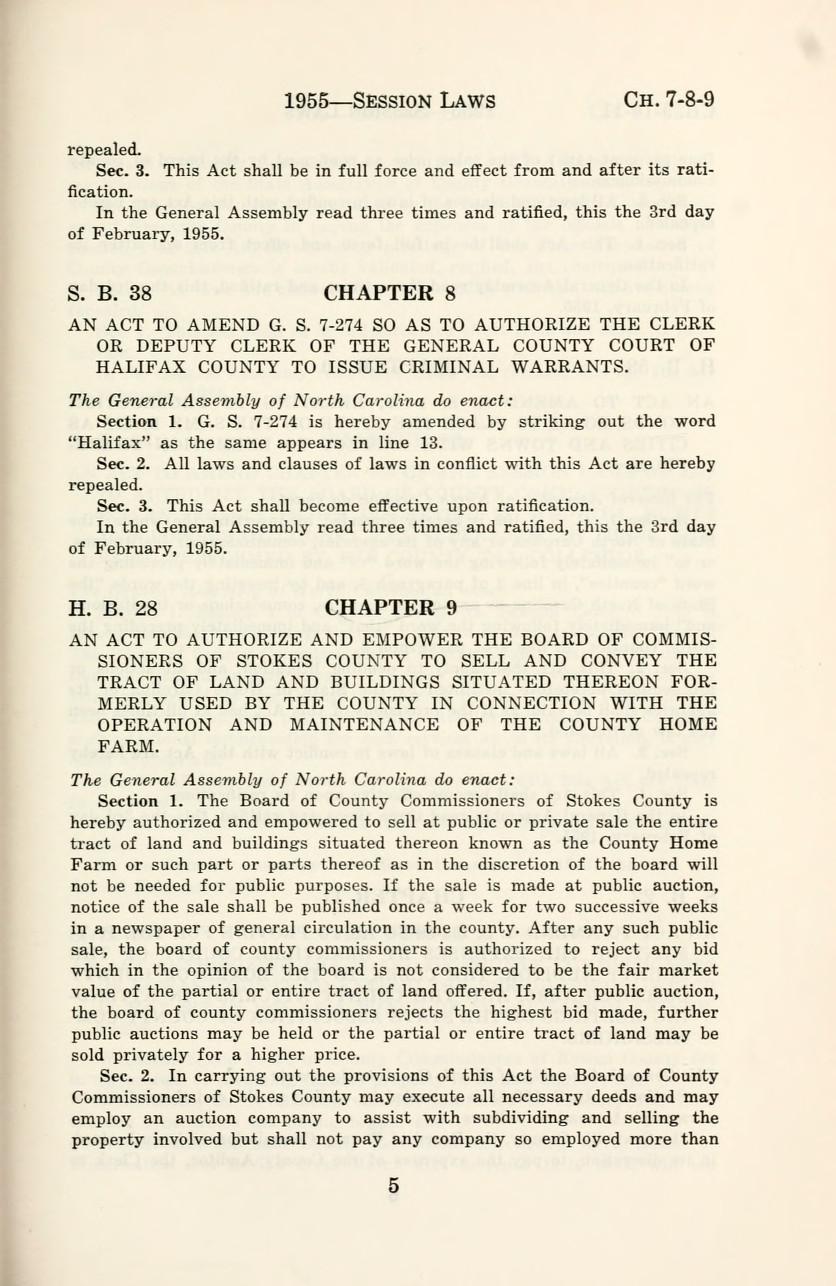 1955—Session Laws Ch. 7-8-9
repealed.
Sec. 3. This Act shall be in full force and effect from and after its rati-
fication.
In the General Assembly read three times and ratified, this the 3rd day
of February, 1955.
S. B. 38 CHAPTER 8
AN ACT TO AMEND G. S. 7-274 SO AS TO AUTHORIZE THE CLERK
OR DEPUTY CLERK OF THE GENERAL COUNTY COURT OF
HALIFAX COUNTY TO ISSUE CRIMINAL WARRANTS.
The General Assembly of North Carolina do enact:
Section 1. G. S. 7-274 is hereby amended by striking out the word
“Halifax” as the same appears in line 13.
Sec. 2. All laws and clauses of laws in conflict with this Act are hereby
repealed.
Sec. 3. This Act shall become effective upon ratification.
In the General Assembly read three times and ratified, this the 3rd day
of February, 1955.
H. B. 28 CHAPTER 9
AN ACT TO AUTHORIZE AND EMPOWER THE BOARD OF COMMIS-
SIONERS OF STOKES COUNTY TO SELL AND CONVEY THE
TRACT OF LAND AND BUILDINGS SITUATED THEREON FOR-
MERLY USED BY THE COUNTY IN CONNECTION WITH THE
OPERATION AND MAINTENANCE OF THE COUNTY HOME
FARM.
The General Assembly of North Carolina do enact:
Section 1. The Board of County Commissioners of Stokes County is
hereby authorized and empowered to sell at public or private sale the entire
tract of land and buildings situated thereon known as the County Home
Farm or such part or parts thereof as in the discretion of the board will
not be needed for public purposes. If the sale is made at public auction,
notice of the sale shall be published once a week for two successive weeks
in a newspaper of general circulation in the county. After any such public
sale, the board of county commissioners is authorized to reject any bid
which in the opinion of the board is not considered to be the fair market
value of the partial or entire tract of land offered. If, after public auction,
the board of county commissioners rejects the highest bid made, further
public auctions may be held or the partial or entire tract of land may be
sold privately for a higher price.
Sec. 2. In carrying out the provisions of this Act the Board of County
Commissioners of Stokes County may execute all necessary deeds and may
employ an auction company to assist with subdividing and selling the
property involved but shall not pay any company so employed more than
5